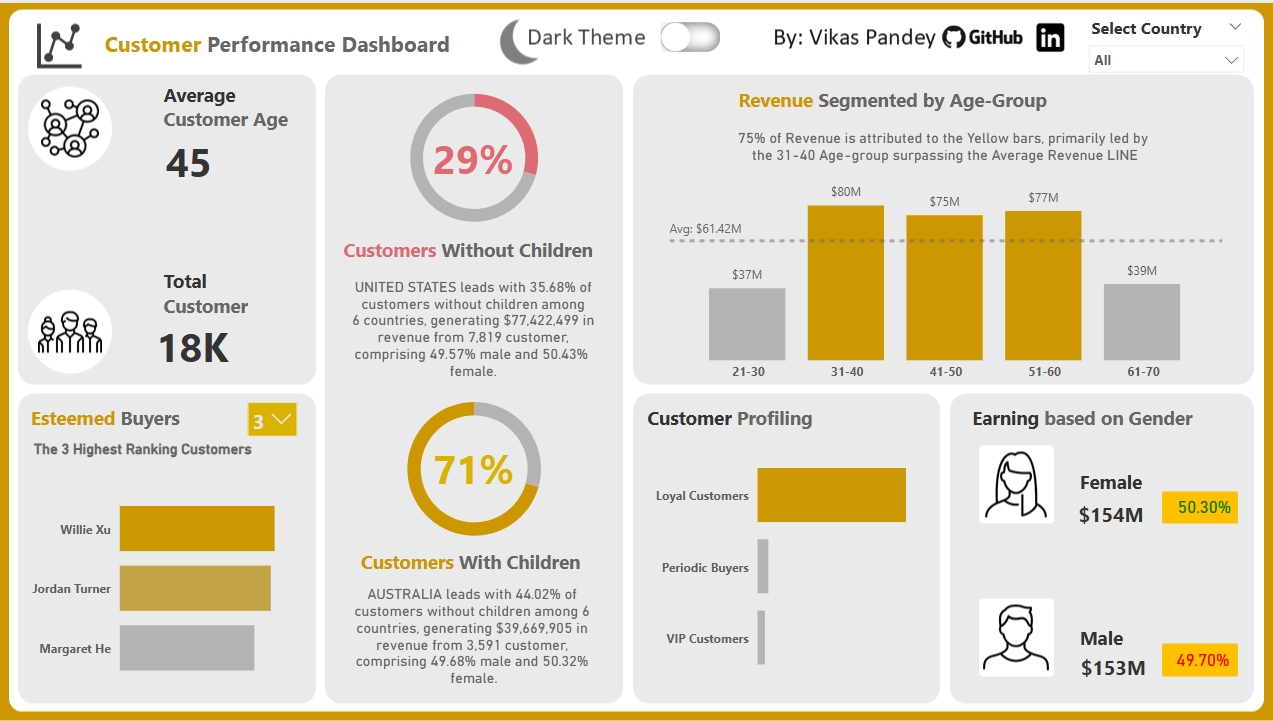 Customer Performance Dashboard
Dark Theme
By: Vikas Pandey
GitHub
in
Select Country
All
Average
Customer Age
45
Total
Customer
18K
29%
Customers Without Children
UNITED STATES leads with 35.68% of
customers without children among
6 countries, generating $77,422,499 in
revenue from 7,819 customer,
comprising 49.57% male and 50.43%
female.
71%
Customers With Children
AUSTRALIA leads with 44.02% of
customers without children among 6
countries, generating $39,669,905 in
revenue from 3,591 customer,
comprising 49.68% male and 50.32%
female.
Revenue Segmented by Age-Group
75% of Revenue is attributed to the Yellow bars, primarily led by
the 31-40 Age-group surpassing the Average Revenue LINE
$80M
$75M
$77M
Avg: $61.42M
$37M
$39M
21-30
31-40
41-50
51-60
61-70
Esteemed Buyers
3
The 3 Highest Ranking Customers
Willie Xu
Jordan Turner
Margaret He
Customer Profiling
Loyal Customers
Periodic Buyers
VIP Customers
Earning based on Gender
Female
$154M
50.30%
Male
$153M
49.70%